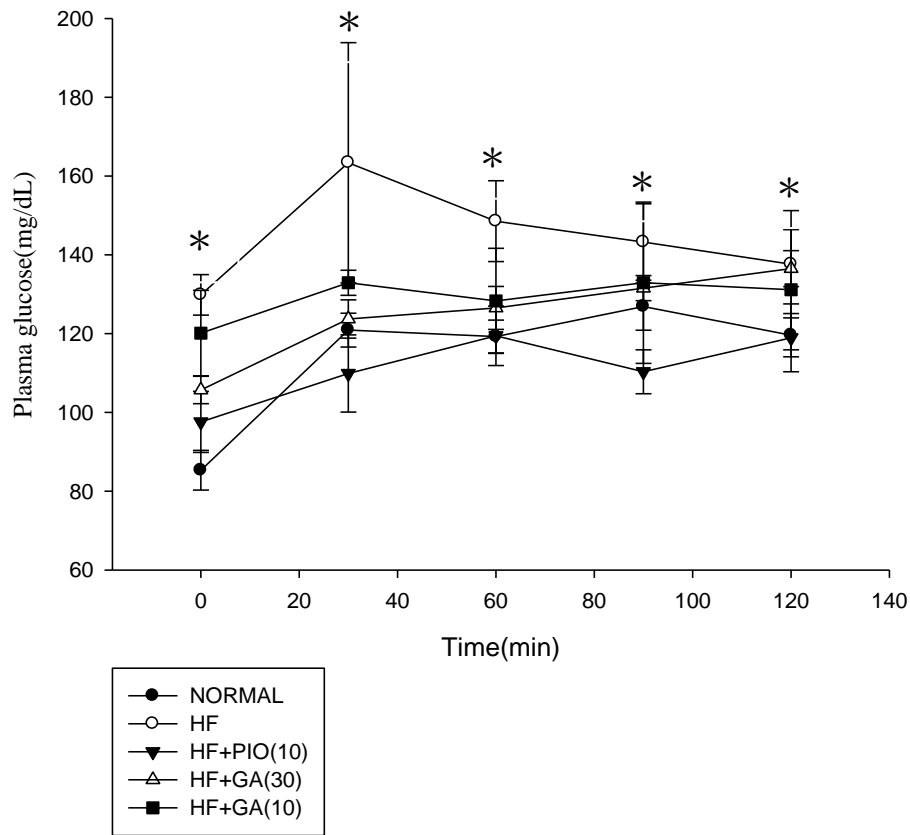 *
*
*
*
*
200
180
160
140
120
100
80
60
Plasma glucose(mg/dL)
0 20 40 60 80 100 120 140
Time(min)
NORMAL
HF
HF+PIO(10)
HF+GA(30)
HF+GA(10)